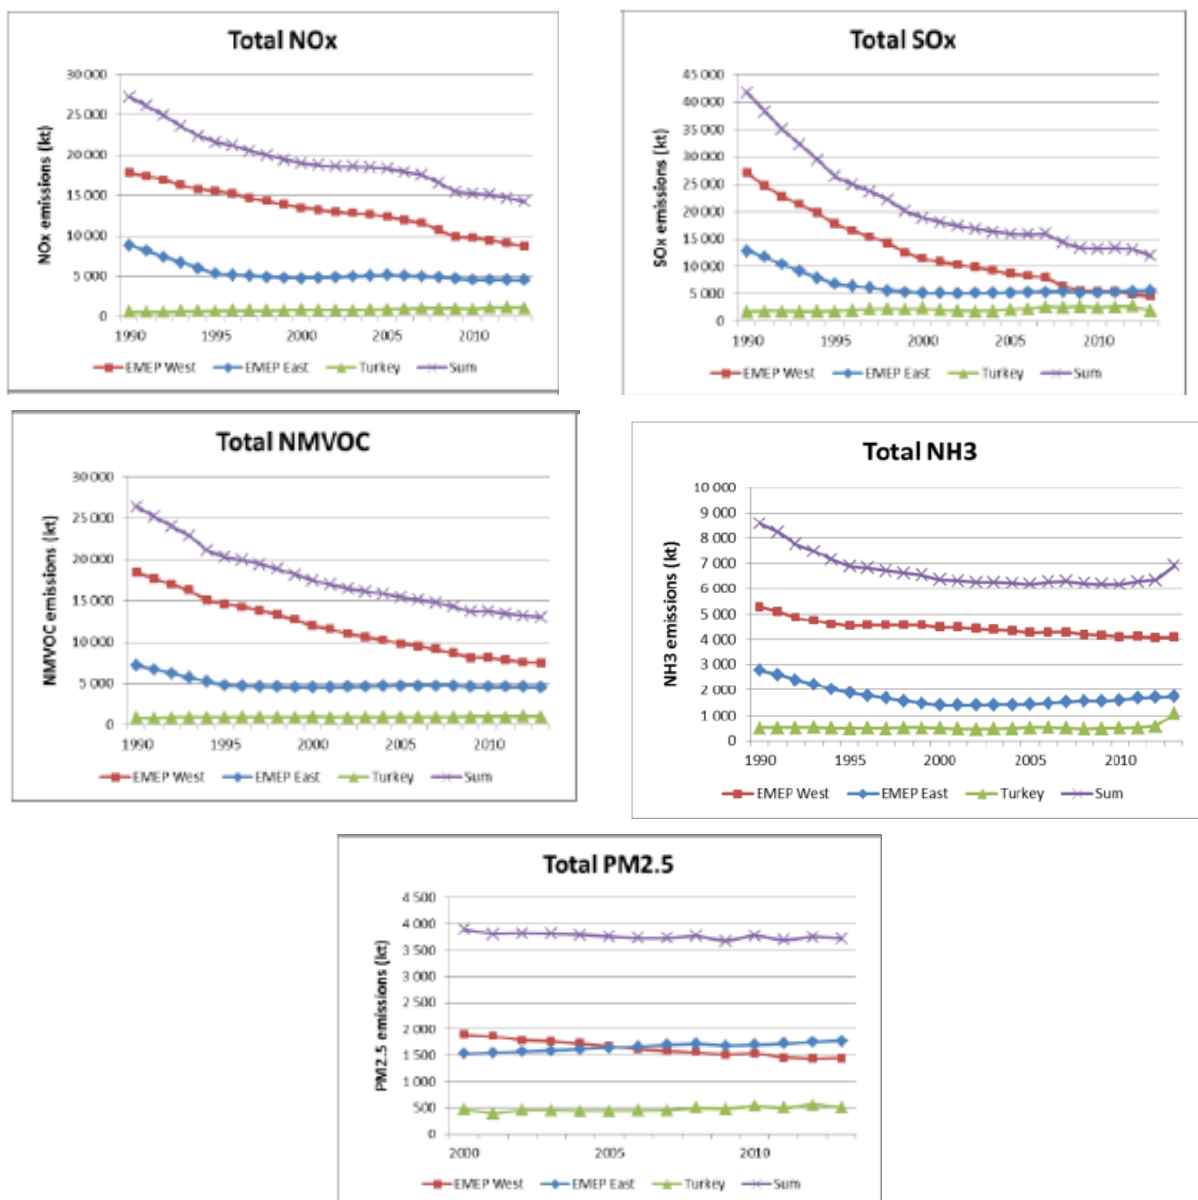 Total NOx
NOx emissions (kt)
30 000
25 000
20 000
15 000
10 000
5 000
0
1990 1995 2000 2005 2010
EMEP West EMEP East Turkey Sum
Total SOx
SOx emissions (kt)
45 000
40 000
35 000
30 000
25 000
20 000
15 000
10 000
5 000
0
1990 1995 2000 2005 2010
EMEP West EMEP East Turkey Sum
Total NMVOC
NMVOC emissions (kt)
30 000
25 000
20 000
15 000
10 000
5 000
0
1990 1995 2000 2005 2010
EMEP West EMEP East Turkey Sum
Total NH3
NH3 emissions (kt)
10 000
9 000
8 000
7 000
6 000
5 000
4 000
3 000
2 000
1 000
0
1990 1995 2000 2005 2010
EMEP West EMEP East Turkey Sum
Total PM2.5
PM2.5 emissions (kt)
4 500
4 000
3 500
3 000
2 500
2 000
1 500
1 000
500
0
2000 2005 2010
EMEP West EMEP East Turkey Sum